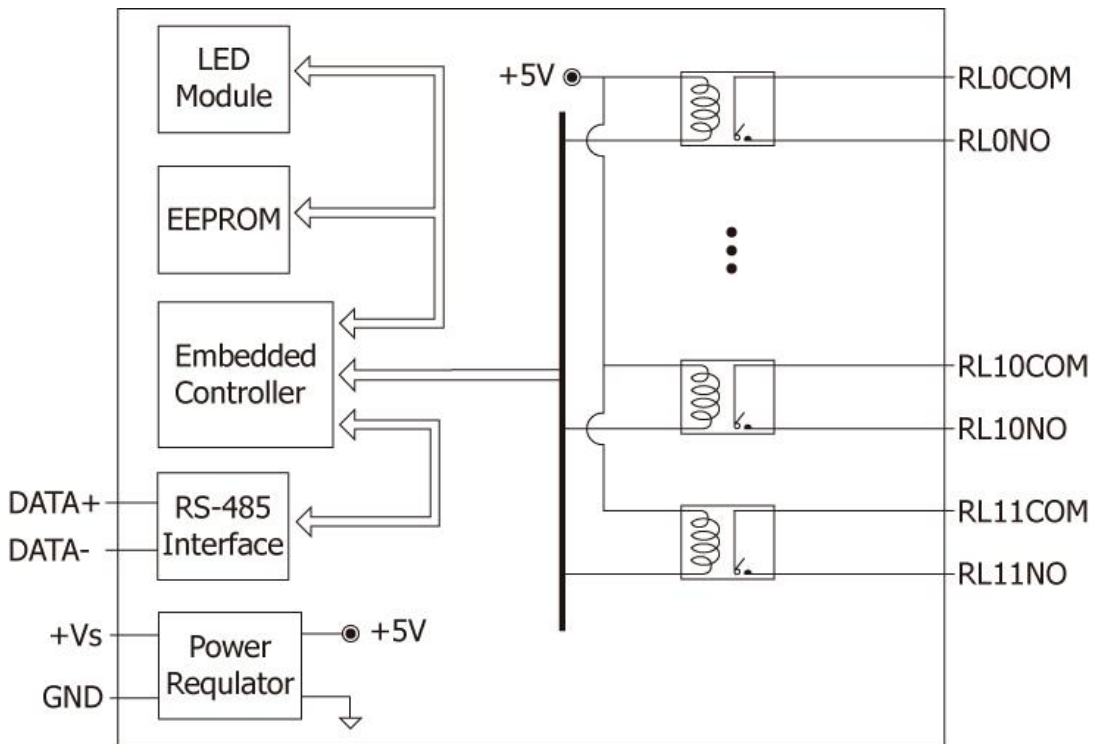 LED
Module
EEPROM
Embedded
Controller
DATA+
DATA-
RS-485
Interface
+Vs
GND
Power
Requlator
+5V
+5V
RL0COM
RL0NO
RL10COM
RL10NO
RL11COM
RL11NO